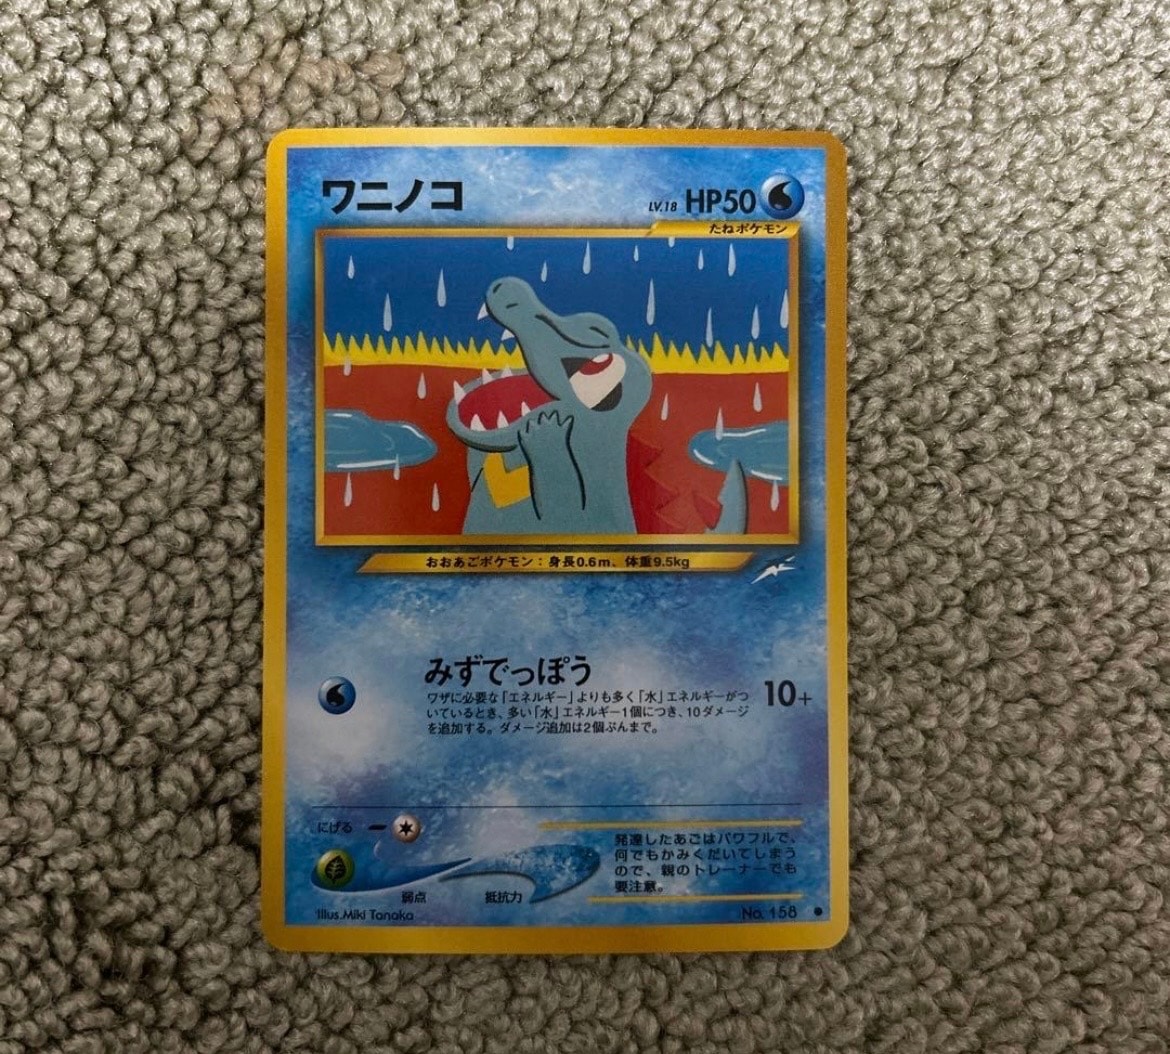 ワニノコ
LV.18 HP50
たねポケモン
おおあごポケモン：身長0.6m、体重9.5kg
みずでっぽう
10+
ワザに必要な「エネルギー」よりも多く「水」エネルギーがつ
いているとき、多い「水」エネルギー1個につき、10ダメージ
を追加する。ダメージ追加は2個ぶんまで。
にげる
発達したあごはパワフルで、
何でもかみくだいてしまう
ので、親のトレーナーでも
要注意。
弱点
抵抗力
Illus.Miki Tanaka
No. 158